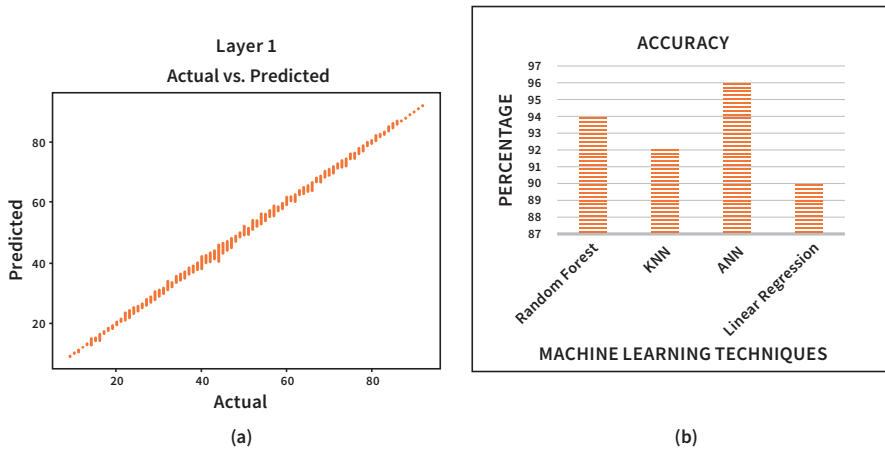 Layer 1
Actual vs. Predicted
80
60
40
20
Predicted
20 40 60 80
Actual
(a)
ACCURACY
97
96
95
94
93
92
91
90
89
88
87
PERCENTAGE
Random Forest
KNN
ANN
Linear Regression
MACHINE LEARNING TECHNIQUES
(b)